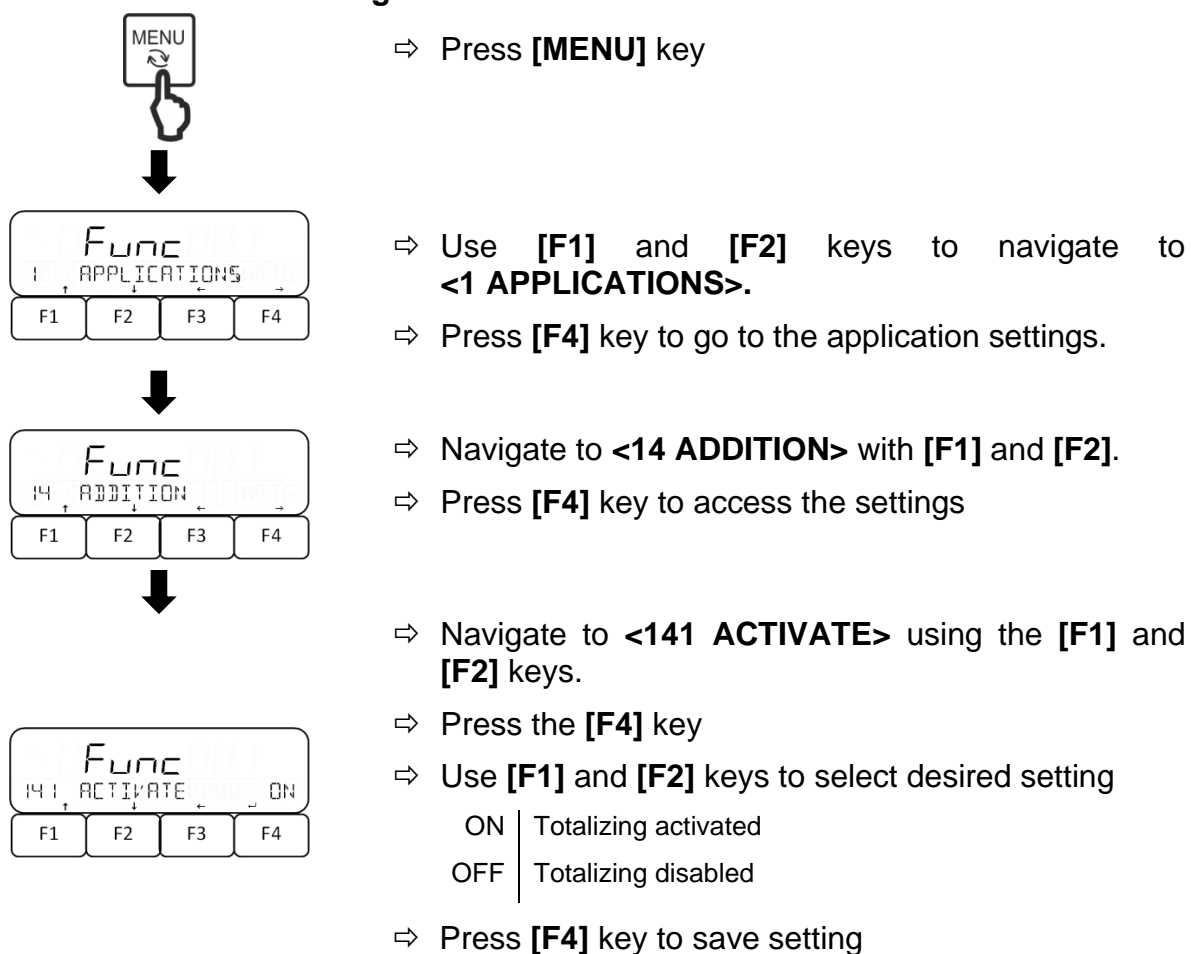 MENU
⇨ Press [MENU] key
Func
1 APPLICATIONS
↑ ↓ ← →
F1 F2 F3 F4
⇨ Use [F1] and [F2] keys to navigate to
<1 APPLICATIONS>.
⇨ Press [F4] key to go to the application settings.
Func
14 ADDITION
↑ ↓ ← →
F1 F2 F3 F4
⇨ Navigate to <14 ADDITION> with [F1] and [F2].
⇨ Press [F4] key to access the settings
⇨ Navigate to <141 ACTIVATE> using the [F1] and
[F2] keys.
⇨ Press the [F4] key
Func
141 ACTIVATE ON
↑ ↓ ← ↵
F1 F2 F3 F4
⇨ Use [F1] and [F2] keys to select desired setting
ON Totalizing activated
OFF Totalizing disabled
⇨ Press [F4] key to save setting